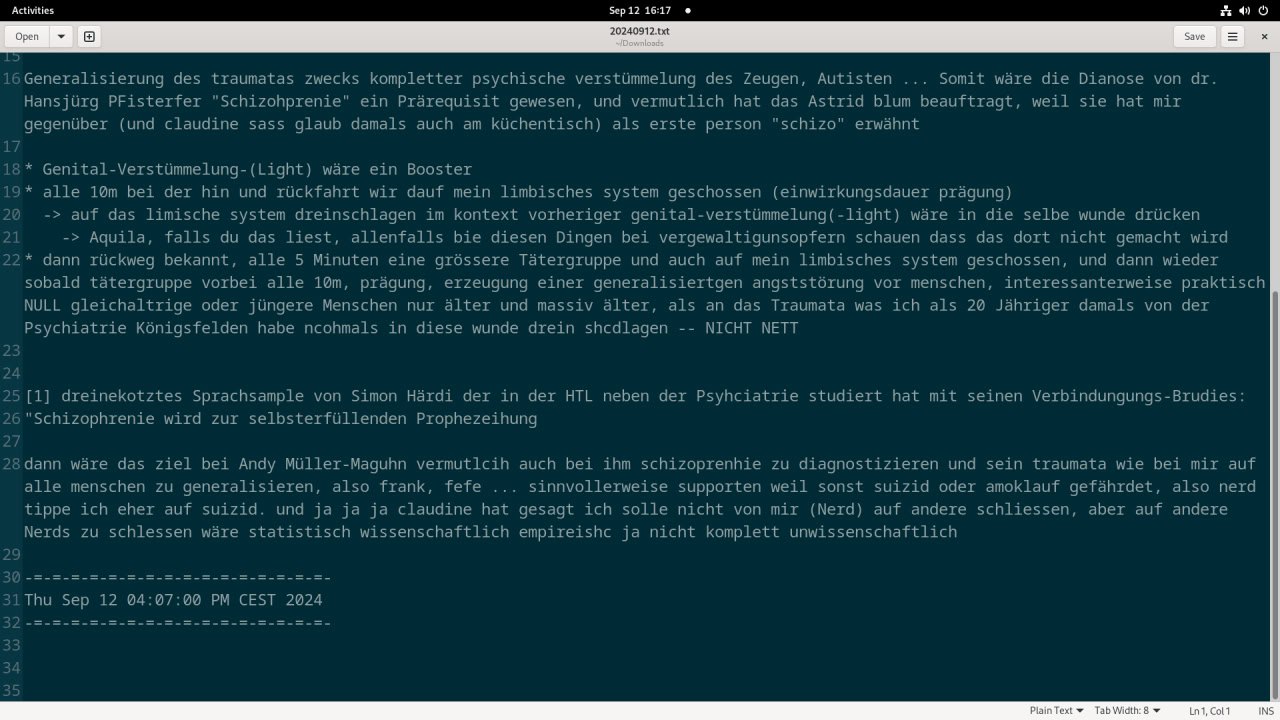 Activities
Sep 12 16:17
Open
20240912.txt
~/Downloads
Save
15
16 Generalisierung des traumatas zwecks kompletter psychische verstümmelung des Zeugen, Autisten ... Somit wäre die Dianose von dr.
Hansjürg PFisterfer "Schizohprenie" ein Prärequisit gewesen, und vermutlich hat das Astrid blum beauftragt, weil sie hat mir
gegenüber (und claudine sass glaub damals auch am küchentisch) als erste person "schizo" erwähnt
17
18 * Genital-Verstümmelung-(Light) wäre ein Booster
19 * alle 10m bei der hin und rückfahrt wir dauf mein limbisches system geschossen (einwirkungsdauer prägung)
20   -> auf das limische system dreinschlagen im kontext vorheriger genital-verstümmelung(-light) wäre in die selbe wunde drücken
21     -> Aquila, falls du das liest, allenfalls bie diesen Dingen bei vergewaltigunsopfern schauen dass das dort nicht gemacht wird
22 * dann rückweg bekannt, alle 5 Minuten eine grössere Tätergruppe und auch auf mein limbisches system geschossen, und dann wieder
sobald tätergruppe vorbei alle 10m, prägung, erzeugung einer generalisiertgen angststörung vor menschen, interessanterweise praktisch
NULL gleichaltrige oder jüngere Menschen nur älter und massiv älter, als an das Traumata was ich als 20 Jähriger damals von der
Psychiatrie Königsfelden habe ncohmals in diese wunde drein shcdlagen -- NICHT NETT
23
24
25 [1] dreinekotztes Sprachsample von Simon Härdi der in der HTL neben der Psyhciatrie studiert hat mit seinen Verbindungungs-Brudies:
26 "Schizophrenie wird zur selbsterfüllenden Prophezeihung
27
28 dann wäre das ziel bei Andy Müller-Maguhn vermutlcih auch bei ihm schizoprenhie zu diagnostizieren und sein traumata wie bei mir auf
alle menschen zu generalisieren, also frank, fefe ... sinnvollerweise supporten weil sonst suizid oder amoklauf gefährdet, also nerd
tippe ich eher auf suizid. und ja ja ja claudine hat gesagt ich solle nicht von mir (Nerd) auf andere schliessen, aber auf andere
Nerds zu schlessen wäre statistisch wissenschaftlich empireishc ja nicht komplett unwissenschaftlich
29
30 -=-=-=-=-=-=-=-=-=-=-=-=-=-=-=-=-
31 Thu Sep 12 04:07:00 PM CEST 2024
32 -=-=-=-=-=-=-=-=-=-=-=-=-=-=-=-=-
33
34
35
Plain Text
Tab Width: 8
Ln 1, Col 1
INS